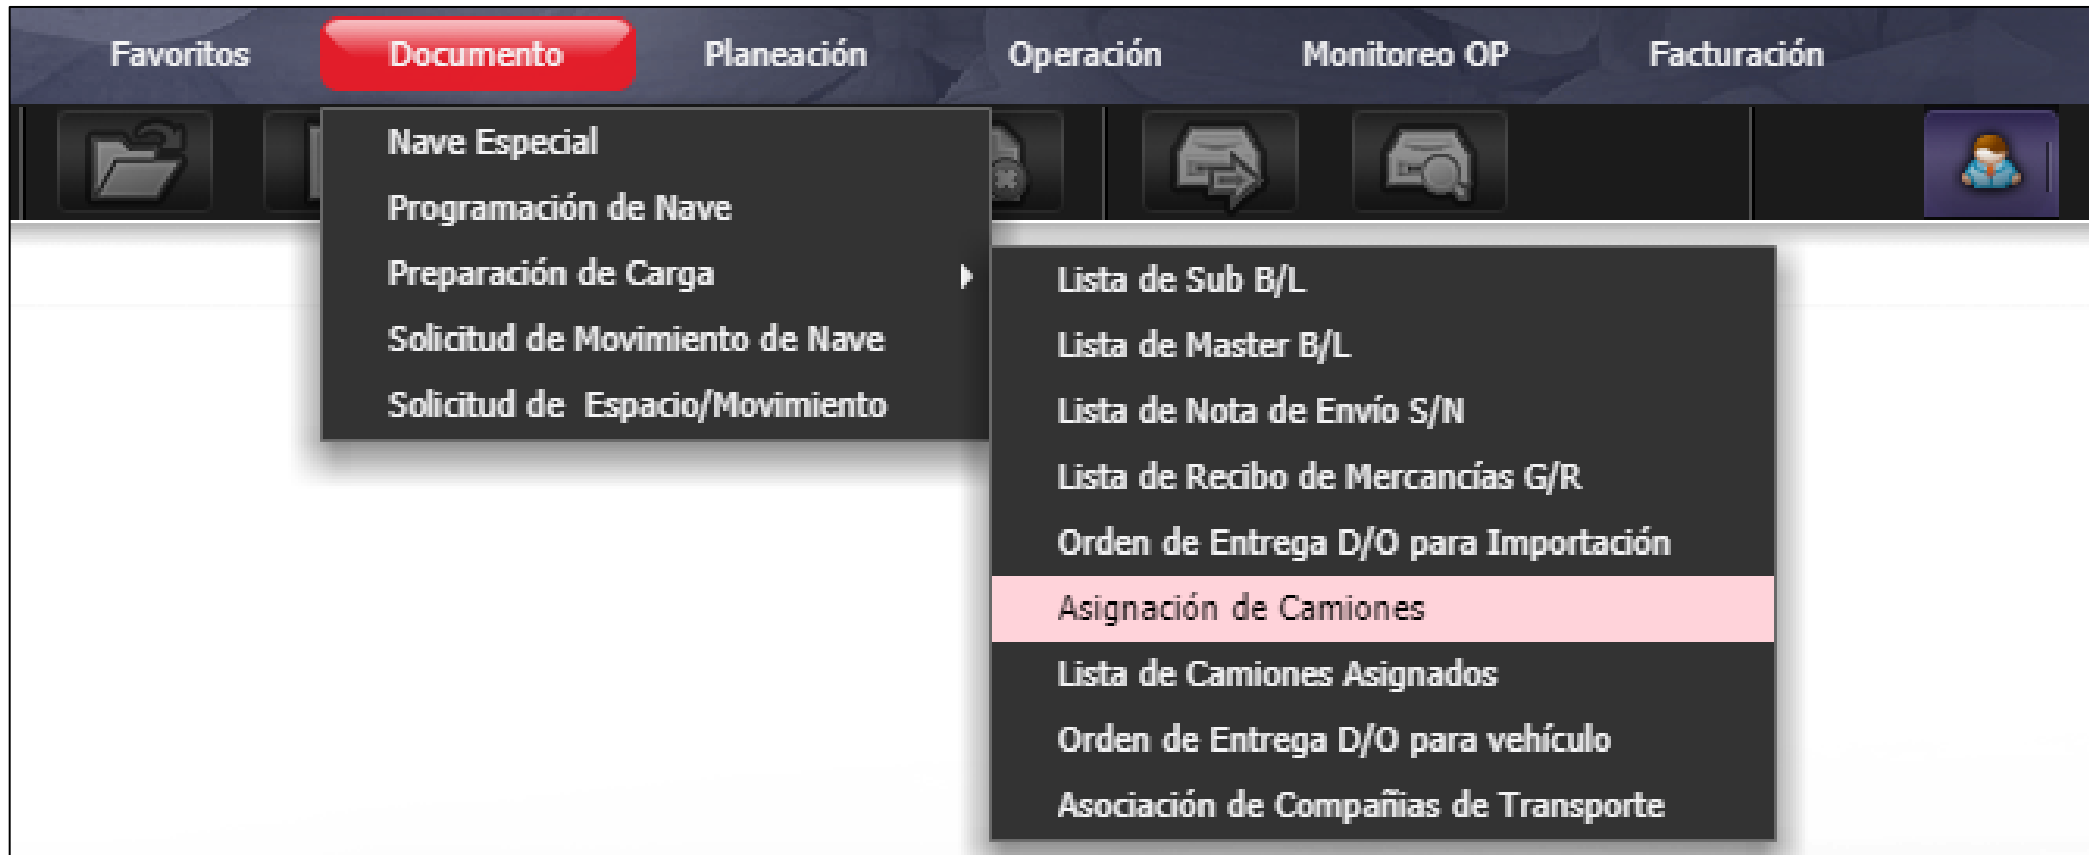 Favoritos Documento Planeación Operación Monitoreo OP Facturación
Nave Especial
Programación de Nave
Preparación de Carga
Solicitud de Movimiento de Nave
Solicitud de Espacio/Movimiento
Lista de Sub B/L
Lista de Master B/L
Lista de Nota de Envío S/N
Lista de Recibo de Mercancías G/R
Orden de Entrega D/O para Importación
Asignación de Camiones
Lista de Camiones Asignados
Orden de Entrega D/O para vehículo
Asociación de Compañias de Transporte